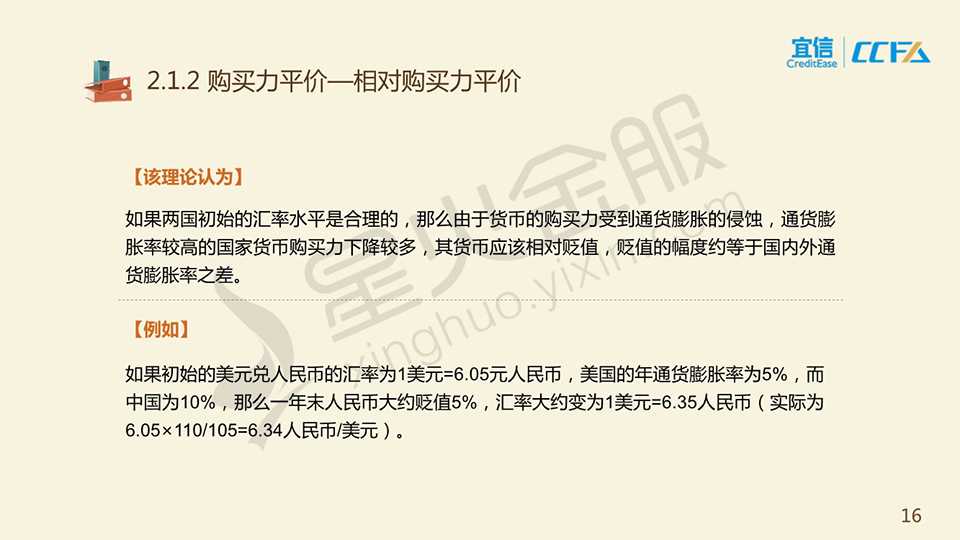 宜信
CreditEase
CCFA
2.1.2 购买力平价—相对购买力平价
【该理论认为】
如果两国初始的汇率水平是合理的，那么由于货币的购买力受到通货膨胀的侵蚀，通货膨
胀率较高的国家货币购买力下降较多，其货币应该相对贬值，贬值的幅度约等于国内外通
货膨胀率之差。
【例如】
如果初始的美元兑人民币的汇率为1美元=6.05元人民币，美国的年通货膨胀率为5%，而
中国为10%，那么一年末人民币大约贬值5%，汇率大约变为1美元=6.35人民币（实际为
6.05×110/105=6.34人民币/美元）。
星火金服
xinghuo.yixin.com
16